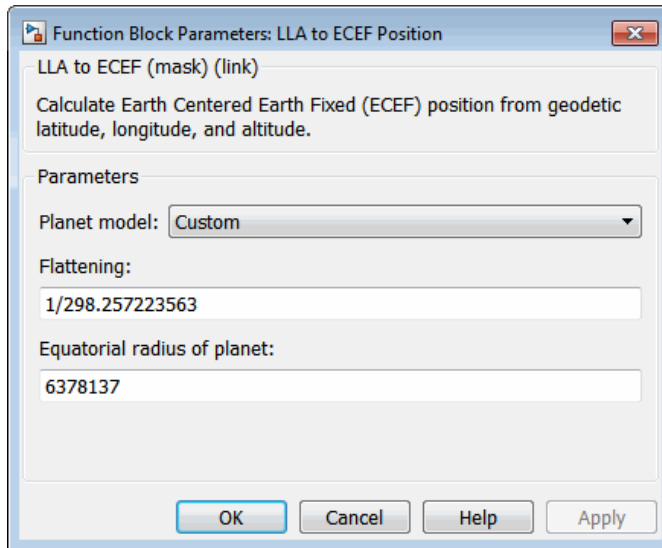 Function Block Parameters: LLA to ECEF Position
LLA to ECEF (mask) (link)
Calculate Earth Centered Earth Fixed (ECEF) position from geodetic
latitude, longitude, and altitude.
Parameters
Planet model: Custom
Flattening:
1/298.257223563
Equatorial radius of planet:
6378137
OK Cancel Help Apply